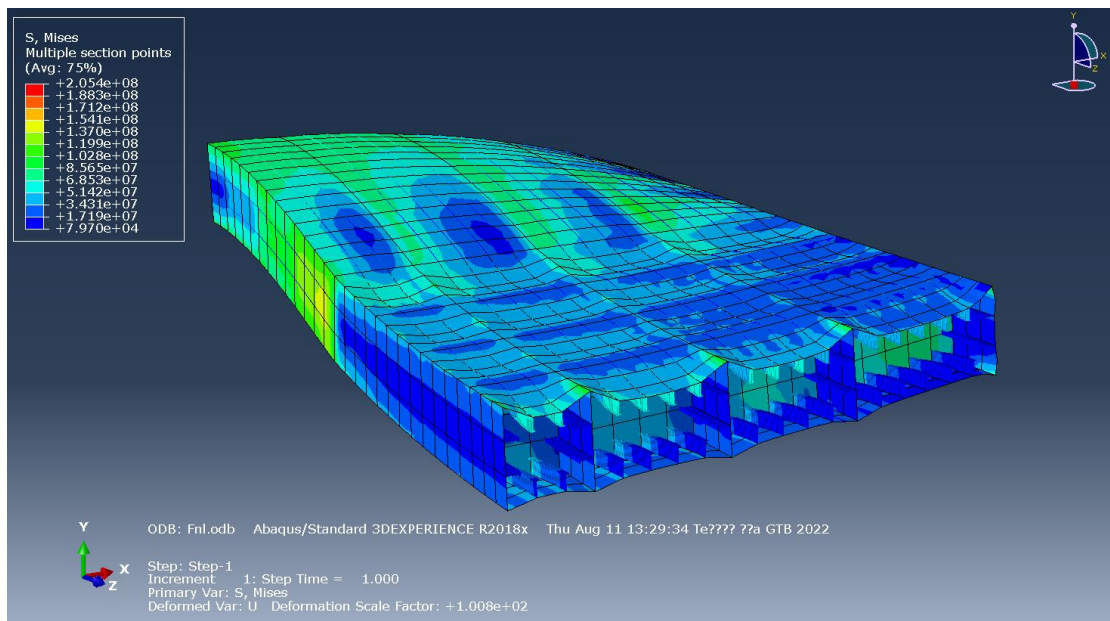 S, Mises
Multiple section points
(Avg: 75%)
+2.054e+08
+1.883e+08
+1.712e+08
+1.541e+08
+1.370e+08
+1.199e+08
+1.028e+08
+8.565e+07
+6.853e+07
+5.142e+07
+3.431e+07
+1.719e+07
+7.970e+04
Y
X
Z
Y
X
Z
ODB: Fnl.odb    Abaqus/Standard 3DEXPERIENCE R2018x    Thu Aug 11 13:29:34 Te???? ??a GTB 2022
Step: Step-1
Increment      1: Step Time =    1.000
Primary Var: S, Mises
Deformed Var: U   Deformation Scale Factor: +1.008e+02